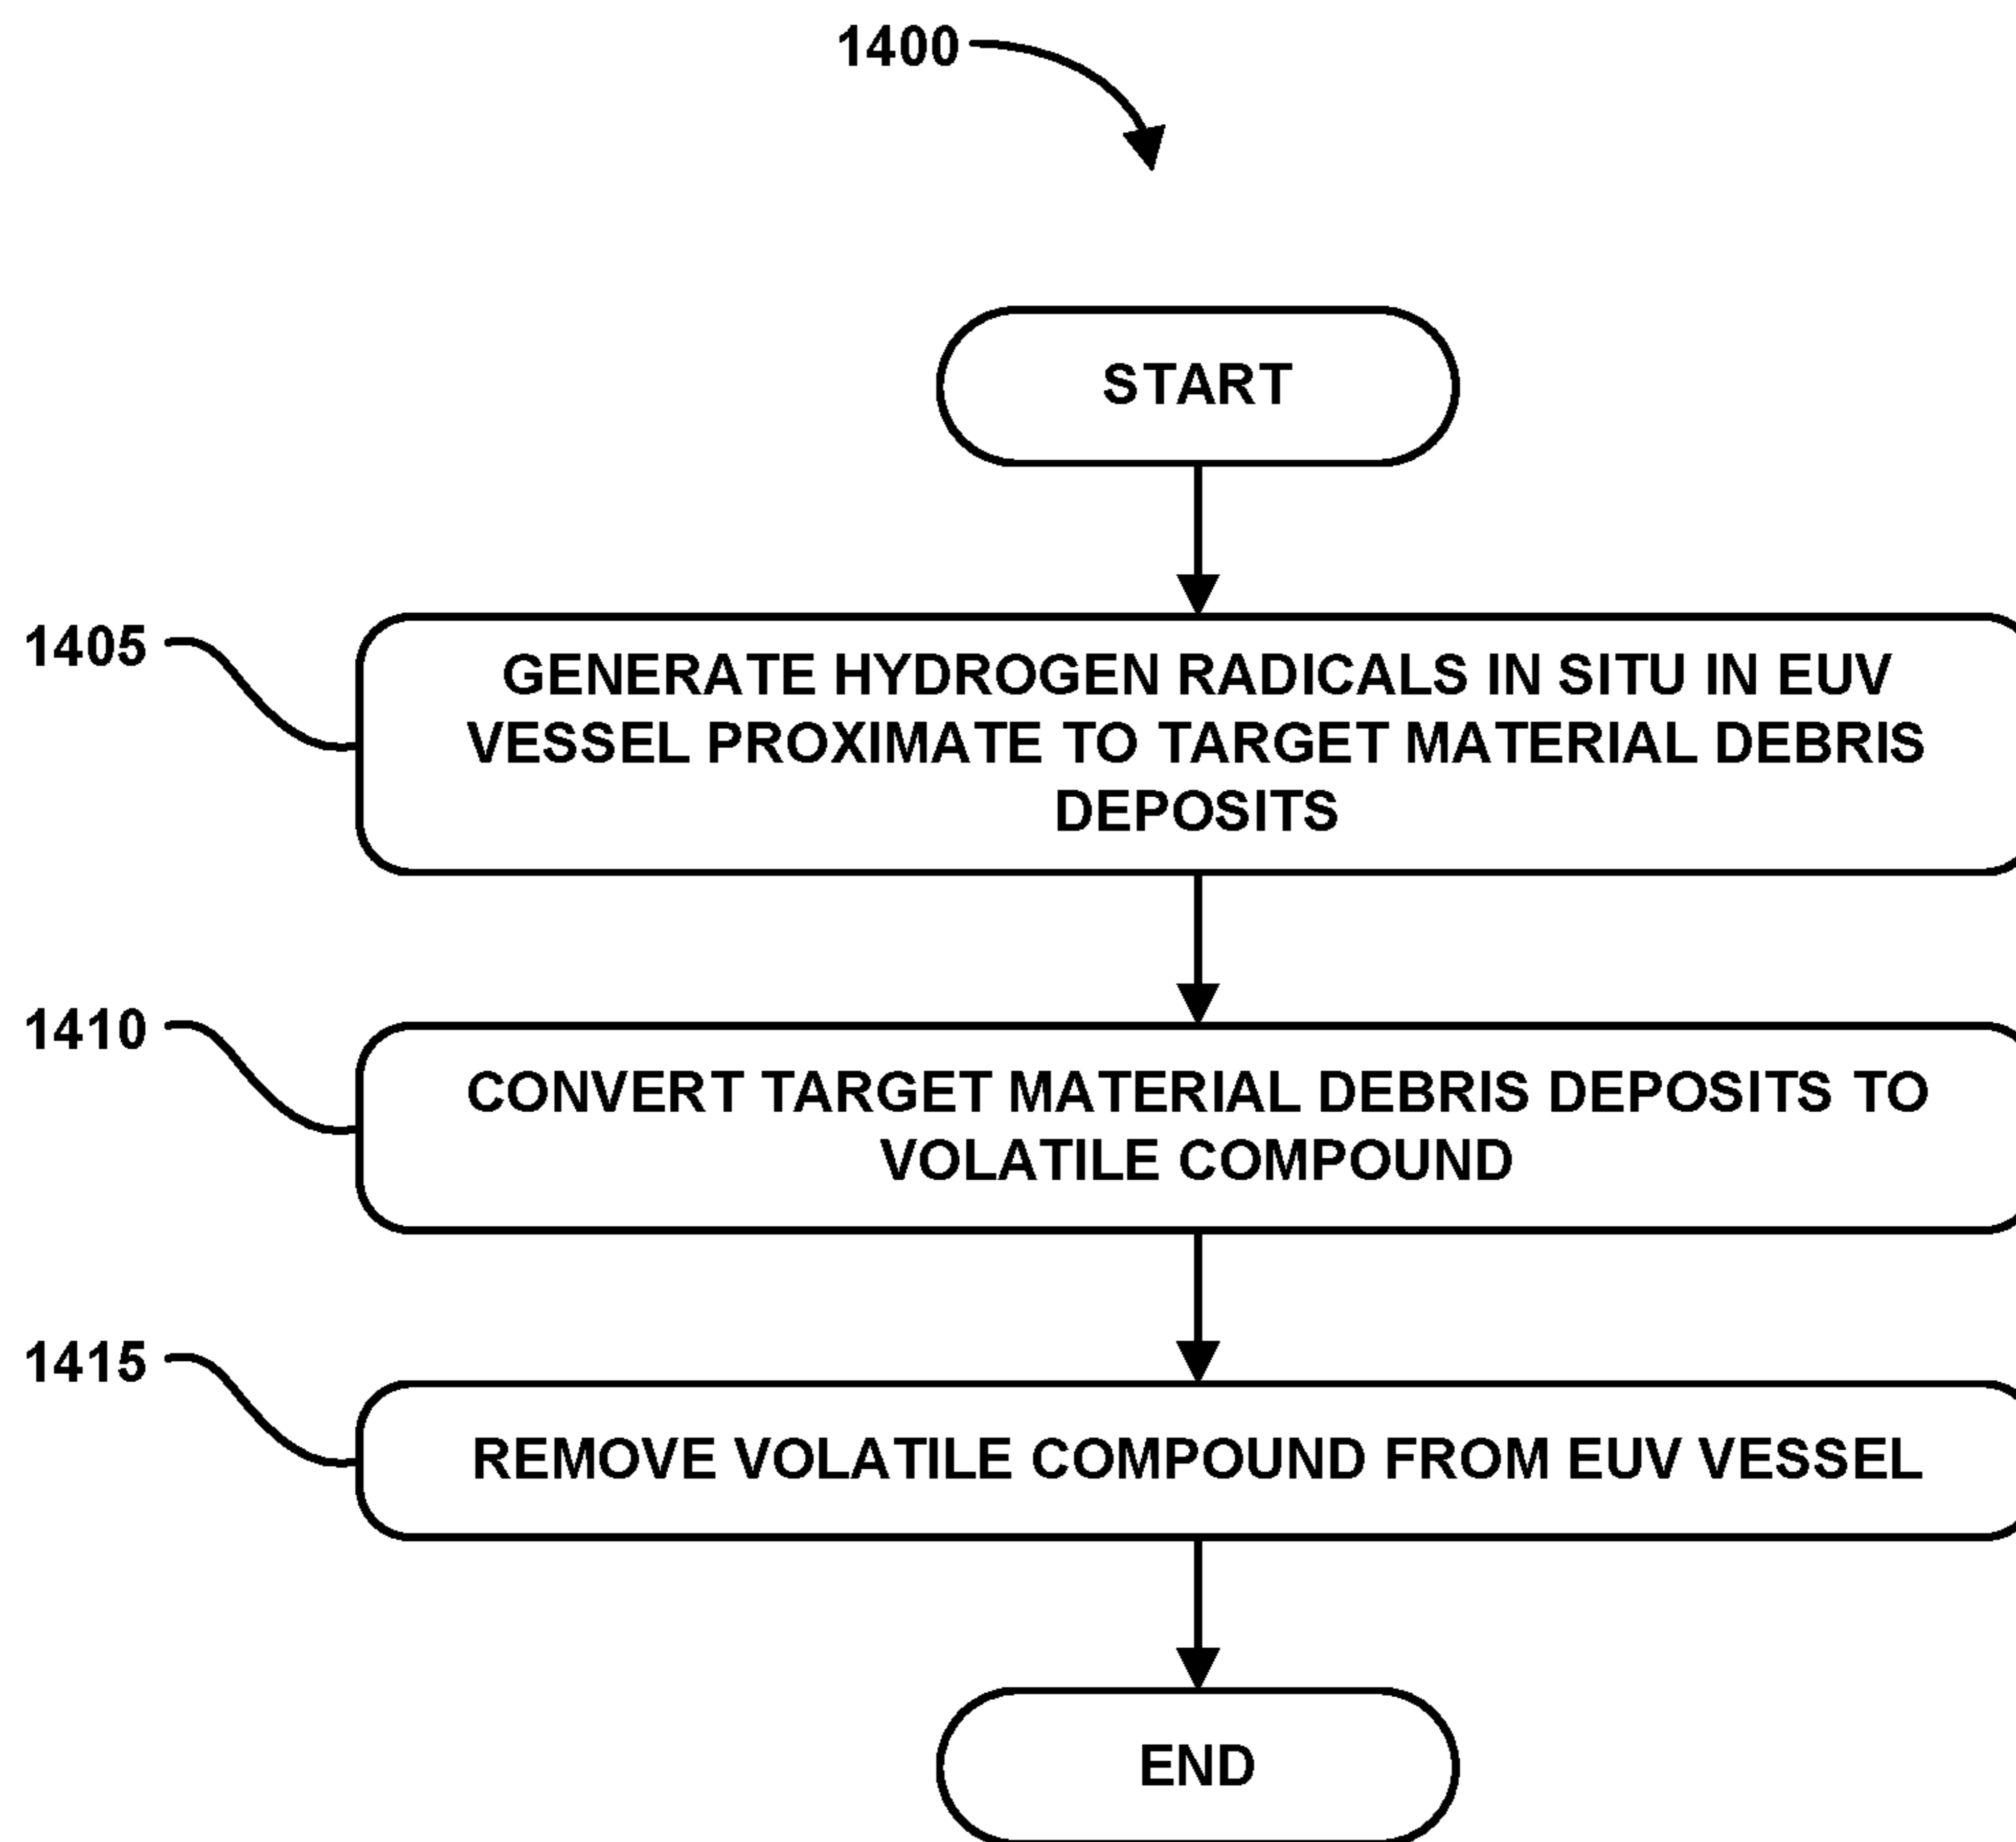 1400
START
1405
GENERATE HYDROGEN RADICALS IN SITU IN EUV
VESSEL PROXIMATE TO TARGET MATERIAL DEBRIS
DEPOSITS
1410
CONVERT TARGET MATERIAL DEBRIS DEPOSITS TO
VOLATILE COMPOUND
1415
REMOVE VOLATILE COMPOUND FROM EUV VESSEL
END